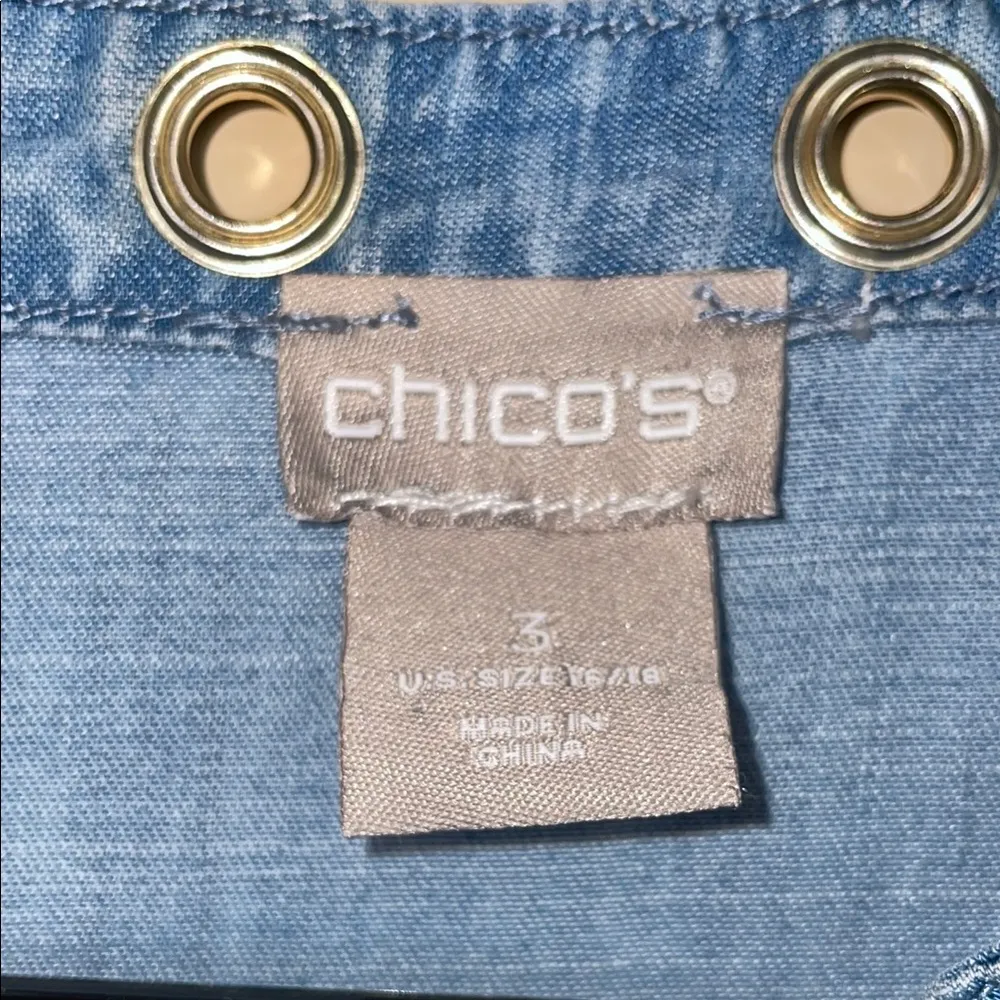 chico's®
3
U.S. SIZE 16/18
MADE IN
CHINA